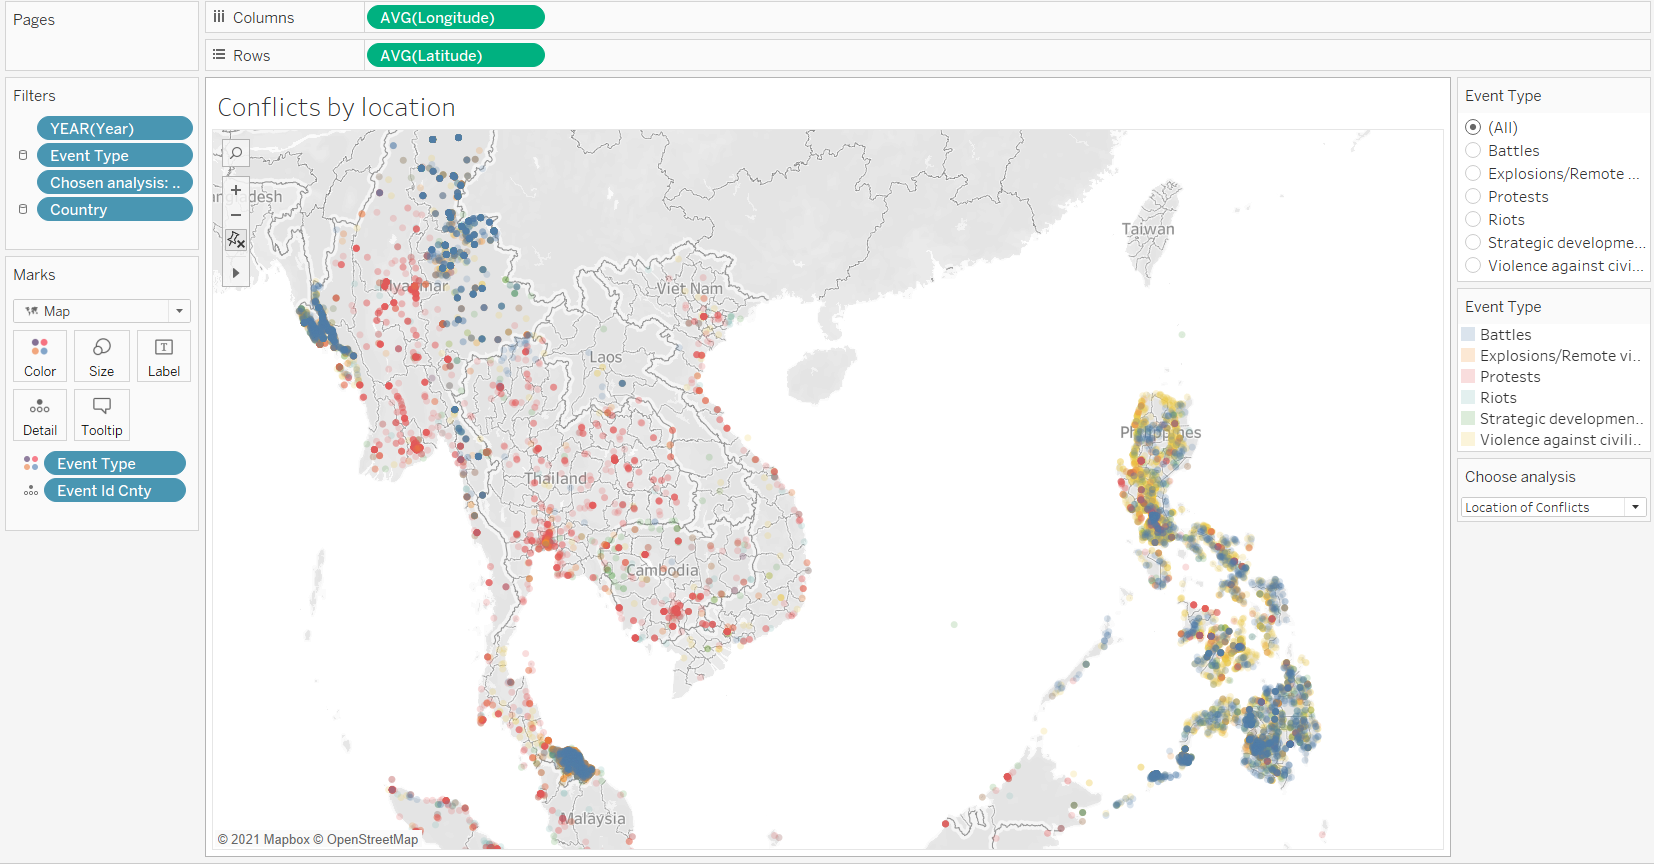 Pages
Columns
AVG(Longitude)
Rows
AVG(Latitude)
Filters
YEAR(Year)
Event Type
Chosen analysis: ..
Country
Marks
Map
Color
Size
Label
Detail
Tooltip
Event Type
Event Id Cnty
Conflicts by location
angladesh
Myanmar
Viet Nam
Laos
Thailand
Cambodia
Malaysia
Taiwan
Philippines
© 2021 Mapbox © OpenStreetMap
Event Type
(All)
Battles
Explosions/Remote ...
Protests
Riots
Strategic developme...
Violence against civi...
Event Type
Battles
Explosions/Remote vi..
Protests
Riots
Strategic developmen..
Violence against civili..
Choose analysis
Location of Conflicts